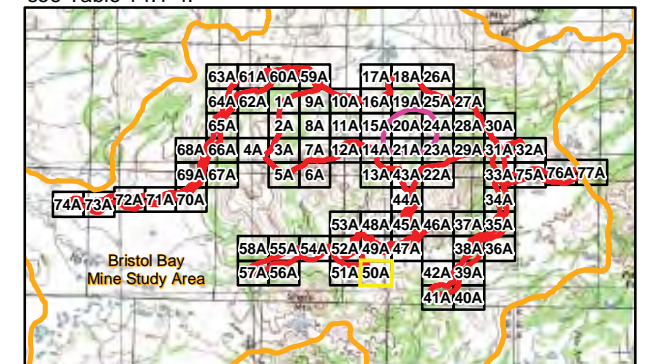 63A 61A 60A 59A 17A 18A 26A
64A 62A 1A 9A 10A 16A 19A 25A 27A
65A 2A 8A 11A 15A 20A 24A 28A 30A
68A 66A 4A 3A 7A 12A 14A 21A 23A 29A 31A 32A
69A 67A 5A 6A 13A 43A 22A 33A 75A 76A 77A
74A 73A 72A 71A 70A 44A 34A
53A 48A 45A 46A 37A 35A
58A 55A 54A 52A 49A 47A 38A 36A
Bristol Bay
Mine Study Area
57A 56A 51A 50A 42A 39A
41A 40A